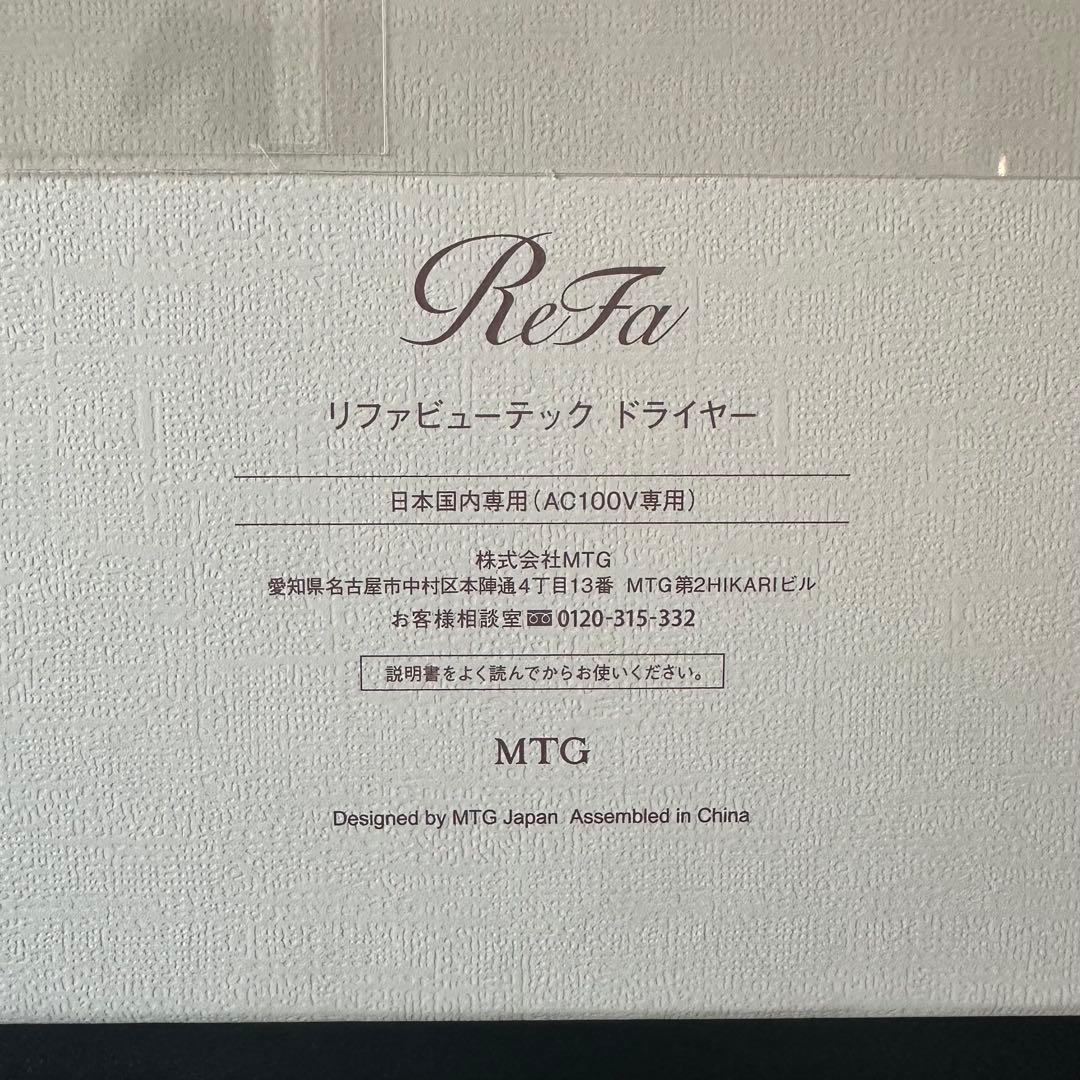 ReFa
リファビューテック ドライヤー
日本国内専用(AC100V専用)
株式会社MTG
愛知県名古屋市中村区本陣通4丁目13番 MTG第2HIKARIビル
お客様相談室 0120-315-332
説明書をよく読んでからお使いください。
MTG
Designed by MTG Japan Assembled in China